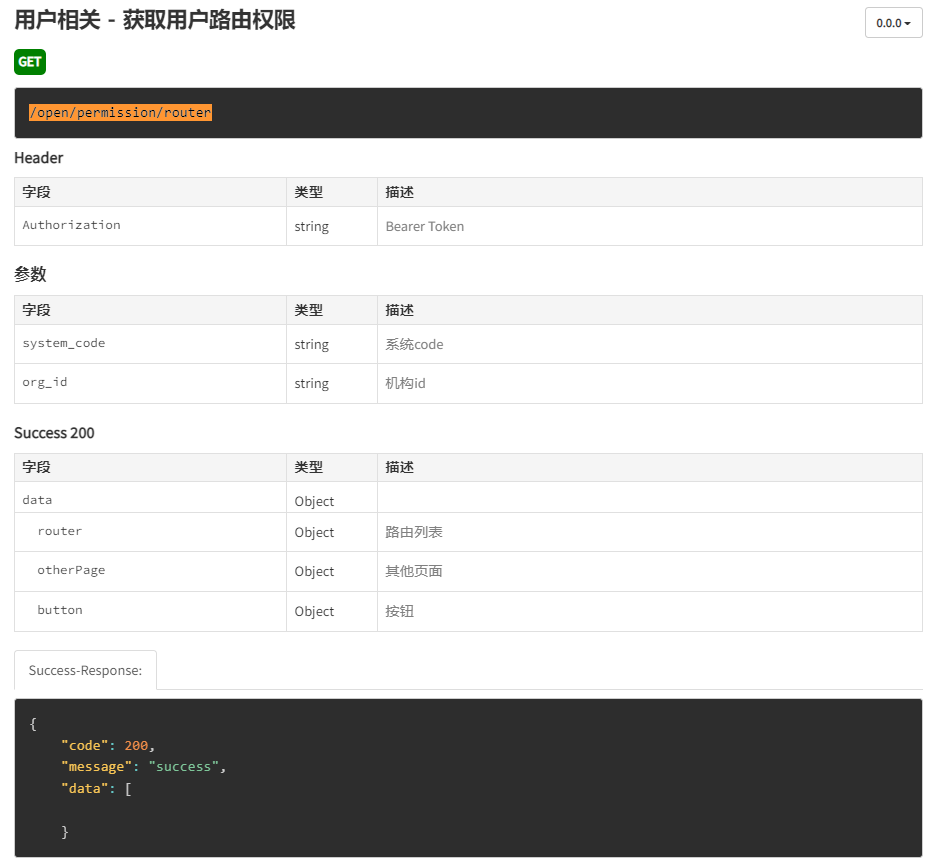 用户相关 - 获取用户路由权限
0.0.0
GET
/open/permission/router
Header
字段 类型 描述
Authorization string Bearer Token
参数
字段 类型 描述
system_code string 系统code
org_id string 机构id
Success 200
字段 类型 描述
data Object
router Object 路由列表
otherPage Object 其他页面
button Object 按钮
Success-Response:
{
"code": 200,
"message": "success",
"data": [
}